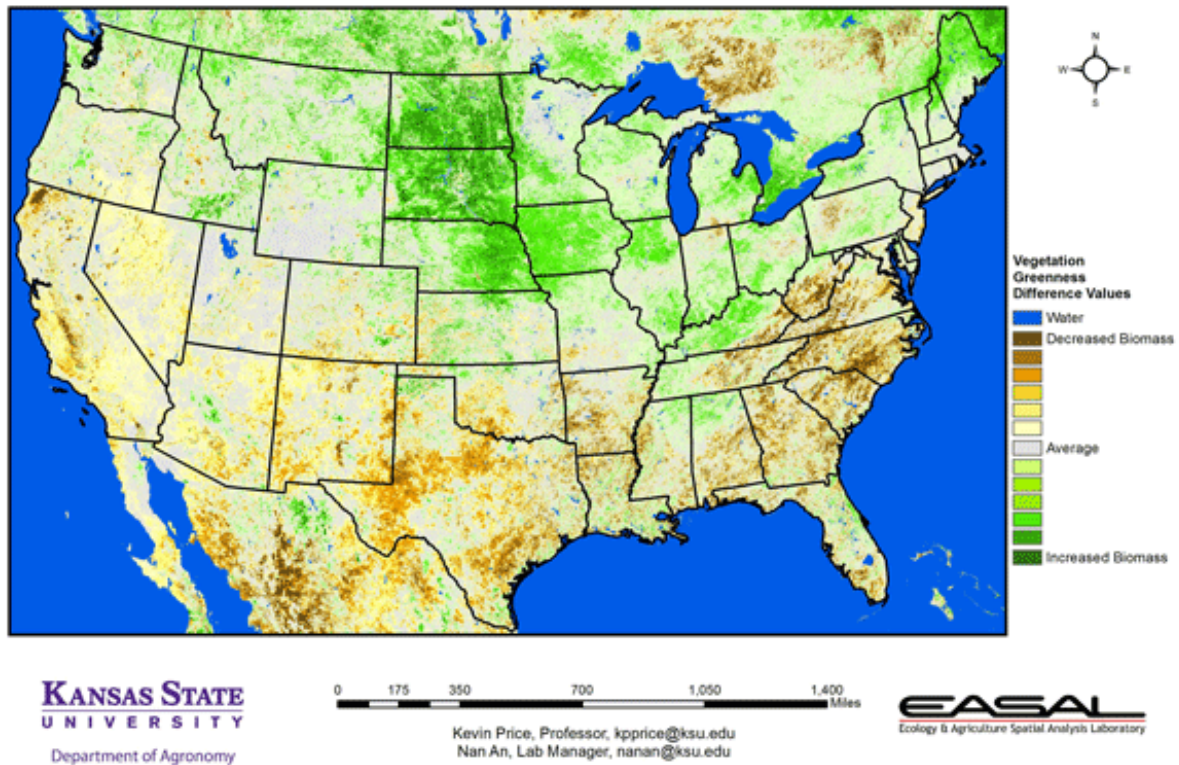 N
W E
S
Vegetation
Greenness
Difference Values
Water
Decreased Biomass
Average
Increased Biomass
KANSAS STATE
UNIVERSITY
Department of Agronomy
0 175 350 700 1,050 1,400
Miles
Kevin Price, Professor, kpprice@ksu.edu
Nan An, Lab Manager, nanan@ksu.edu
EASAL
Ecology & Agriculture Spatial Analysis Laboratory